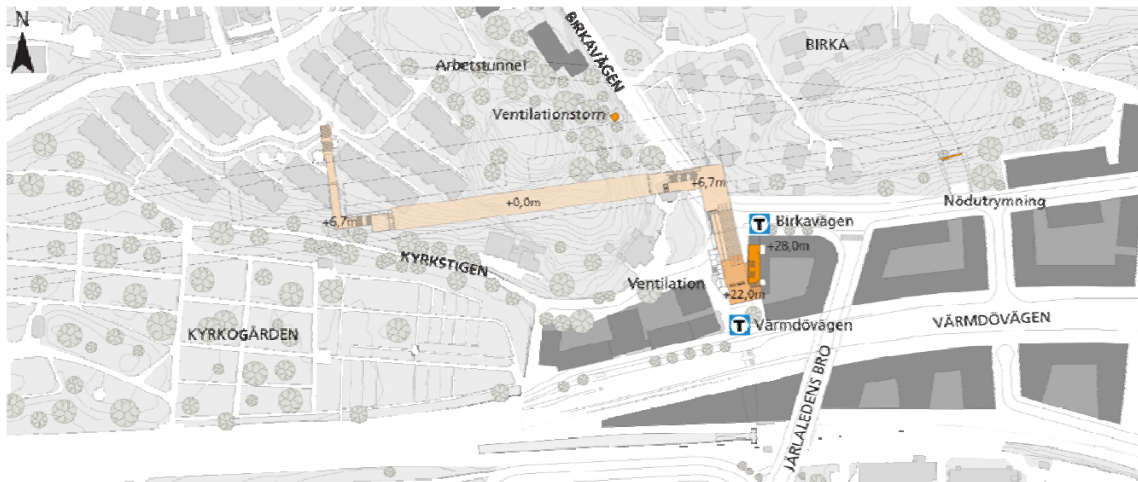 N
BIRKAVÄGEN
BIRKA
Arbetstunnel
Ventilationstorn
+6,7m
+0,0m
Nödutrymning
+6,7m
T Birkavägen
+28,0m
KYRKSTIGEN
Ventilation
+22,0m
T Värmdövägen
VÄRMDÖVÄGEN
KYRKOGÅRDEN
JÄRLALEDENS BRO